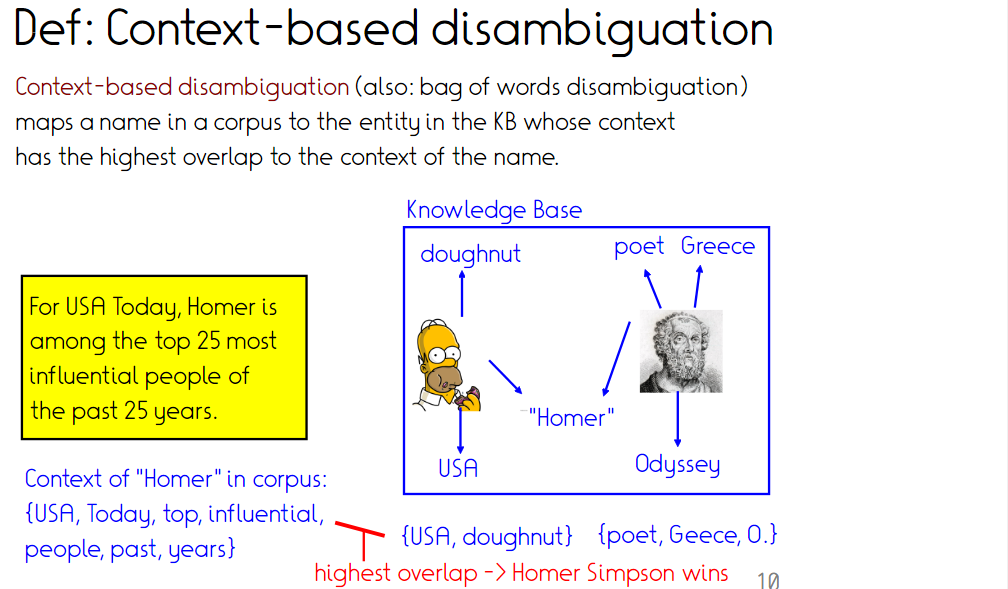 Def: Context-based disambiguation
Context-based disambiguation (also: bag of words disambiguation)
maps a name in a corpus to the entity in the KB whose context
has the highest overlap to the context of the name.
Knowledge Base
doughnut
poet Greece
For USA Today, Homer is
among the top 25 most
influential people of
the past 25 years.
"Homer"
USA
Odyssey
Context of "Homer" in corpus:
{USA, Today, top, influential,
people, past, years}
{USA, doughnut} {poet, Geece, O.}
highest overlap -> Homer Simpson wins
10